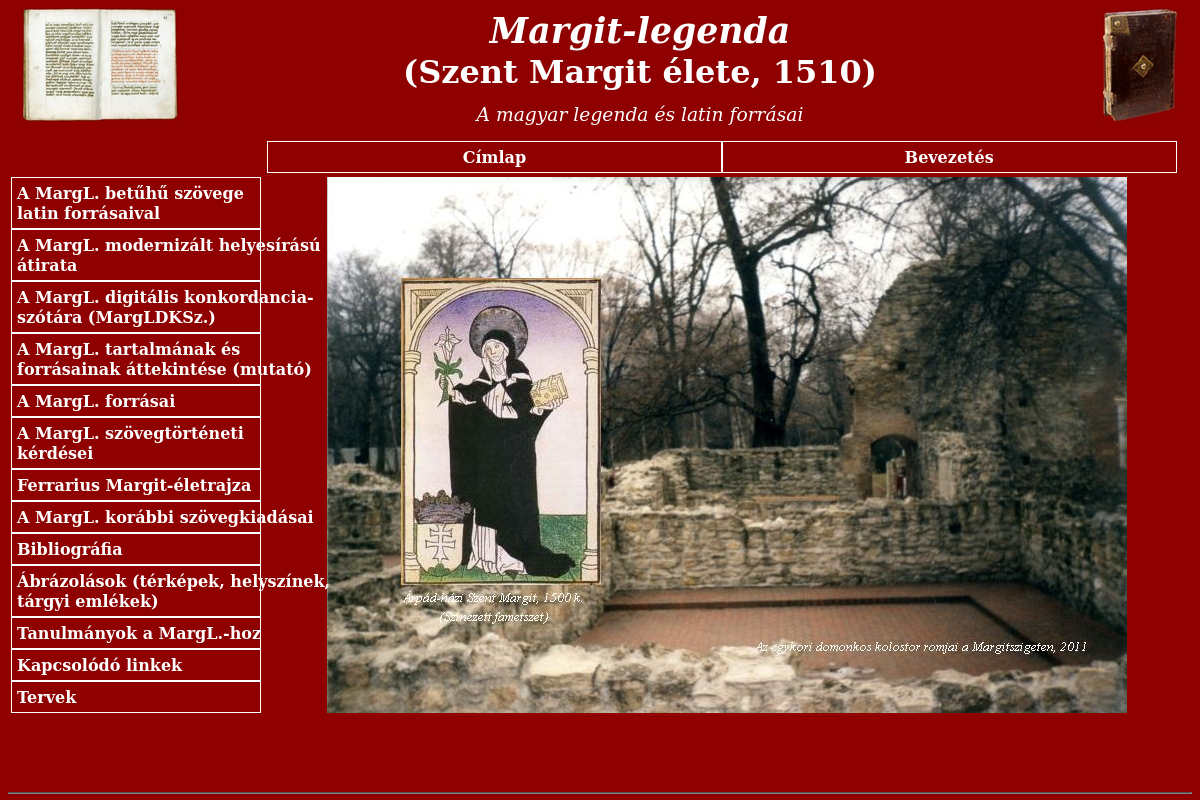 Margit-legenda
(Szent Margit élete, 1510)
A magyar legenda és latin forrásai
Címlap
Bevezetés
A MargL. betűhű szövege
latin forrásaival
A MargL. modernizált helyesírású
átirata
A MargL. digitális konkordancia-
szótára (MargLDKSz.)
A MargL. tartalmának és
forrásainak áttekintése (mutató)
A MargL. forrásai
A MargL. szövegtörténeti
kérdései
Ferrarius Margit-életrajza
A MargL. korábbi szövegkiadásai
Bibliográfia
Ábrázolások (térképek, helyszínek,
tárgyi emlékek)
Tanulmányok a MargL.-hoz
Kapcsolódó linkek
Tervek
Árpád-házi Szent Margit, 1500 k.
(Színezett fametszet)
Az egykori domonkos kolostor romjai a Margitszigeten, 2011